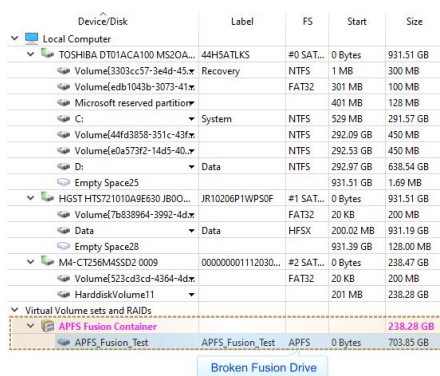 Device/Disk Label FS Start Size
Local Computer
TOSHIBA DT01ACA100 MS2OA... 44H5ATLKS #0 SAT... 0 Bytes 931.51 GB
Volume{3303cc57-3e4d-45... Recovery NTFS 1 MB 300 MB
Volume{edb1043b-3073-41... FAT32 301 MB 100 MB
Microsoft reserved partition 401 MB 128 MB
C: System NTFS 529 MB 291.57 GB
Volume{44fd3858-351c-43f... NTFS 292.09 GB 450 MB
Volume{e0a573f2-14d5-40... NTFS 292.53 GB 450 MB
D: Data NTFS 292.97 GB 638.54 GB
Empty Space25 931.51 GB 1.69 MB
HGST HTS721010A9E630 JB0O... JR10206P1WPS0F #1 SAT... 0 Bytes 931.51 GB
Volume{7b838964-3992-4d... FAT32 20 KB 200 MB
Data Data HFSX 200.02 MB 931.19 GB
Empty Space28 931.39 GB 128.00 MB
M4-CT256M4SSD2 0009 000000001112030... #2 SAT... 0 Bytes 238.47 GB
Volume{523cd3cd-4364-4d... FAT32 20 KB 200 MB
HarddiskVolume11 201 MB 238.28 GB
Virtual Volume sets and RAIDs
APFS Fusion Container 238.28 GB
APFS_Fusion_Test APFS_Fusion_Test APFS 0 Bytes 703.85 GB
Broken Fusion Drive